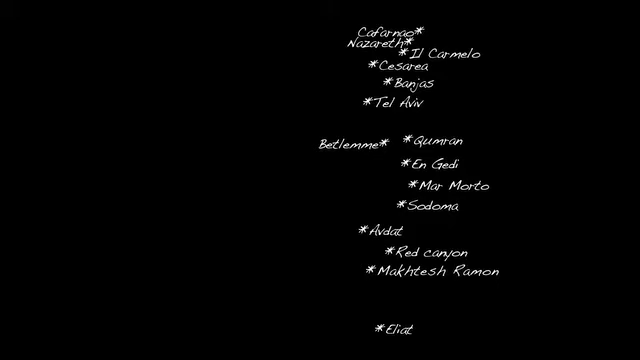 Cafarnao*
Nazareth*
*Il Carmelo
*Cesarea
*Banjas
*Tel Aviv
Betlemme* *Qumran
*En Gedi
*Mar Morto
*Sodoma
*Avdat
*Red canyon
*Makhtesh Ramon
*Eliat